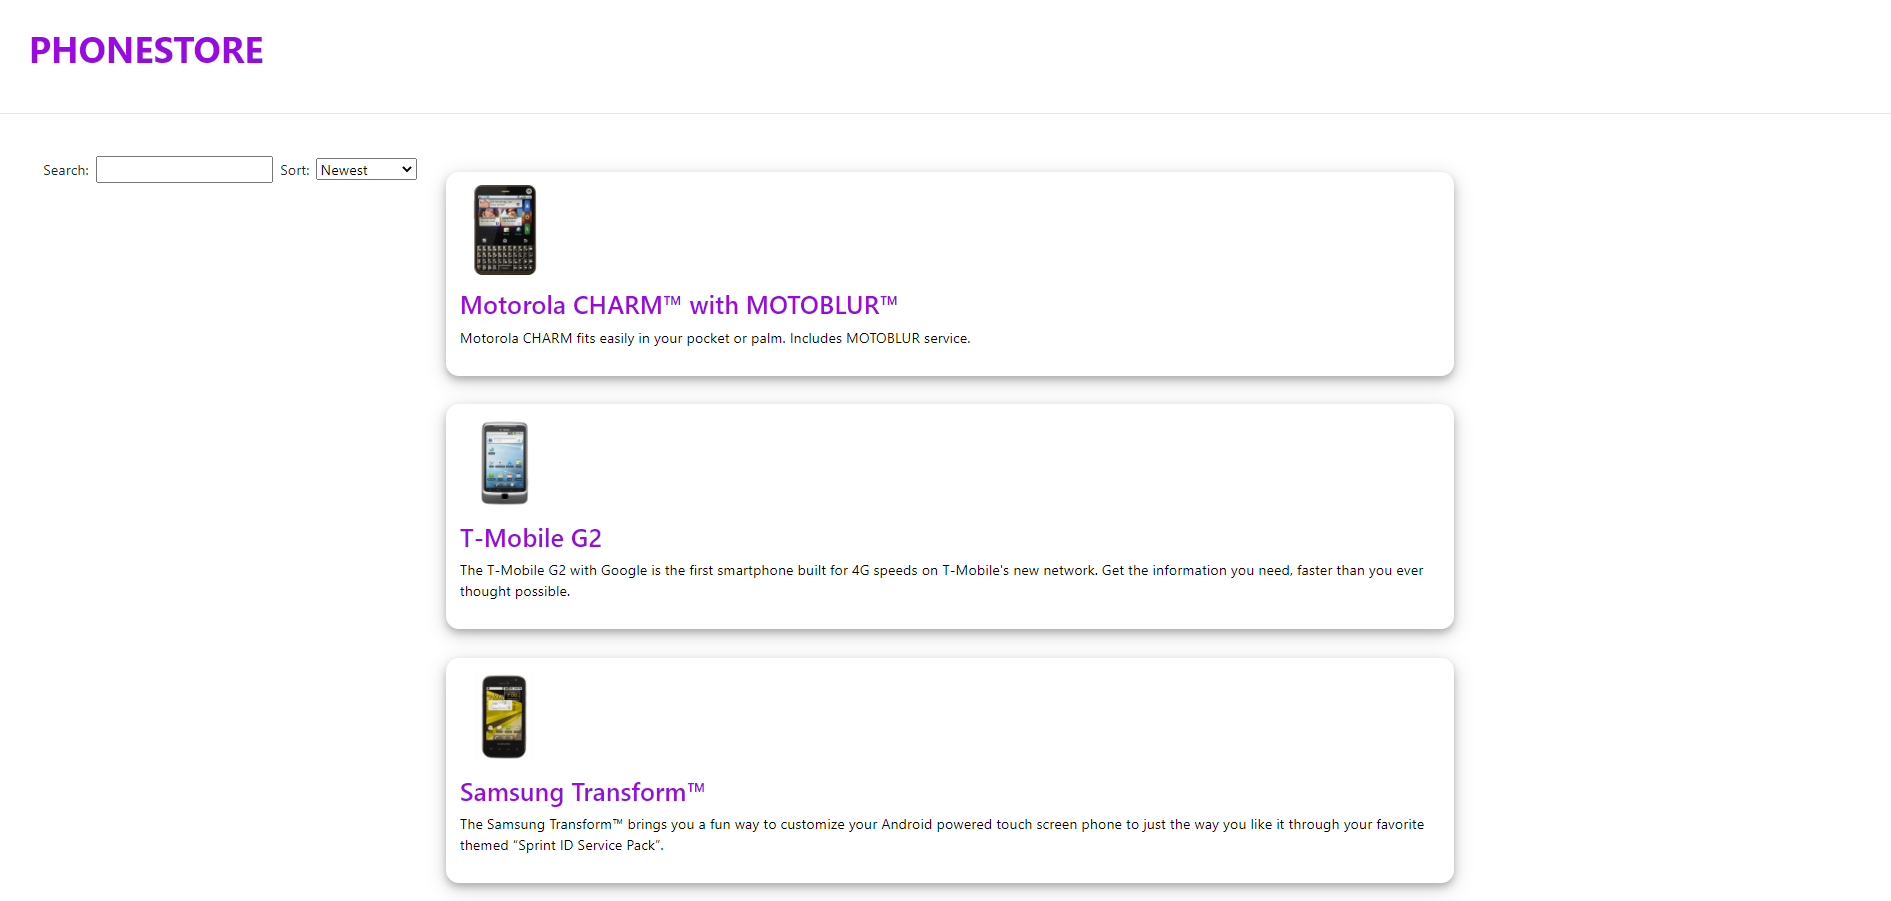 PHONESTORE
Search:
Sort: Newest
Motorola CHARM™ with MOTOBLUR™
Motorola CHARM fits easily in your pocket or palm. Includes MOTOBLUR service.
T-Mobile G2
The T-Mobile G2 with Google is the first smartphone built for 4G speeds on T-Mobile's new network. Get the information you need, faster than you ever
thought possible.
Samsung Transform™
The Samsung Transform™ brings you a fun way to customize your Android powered touch screen phone to just the way you like it through your favorite
themed “Sprint ID Service Pack”.